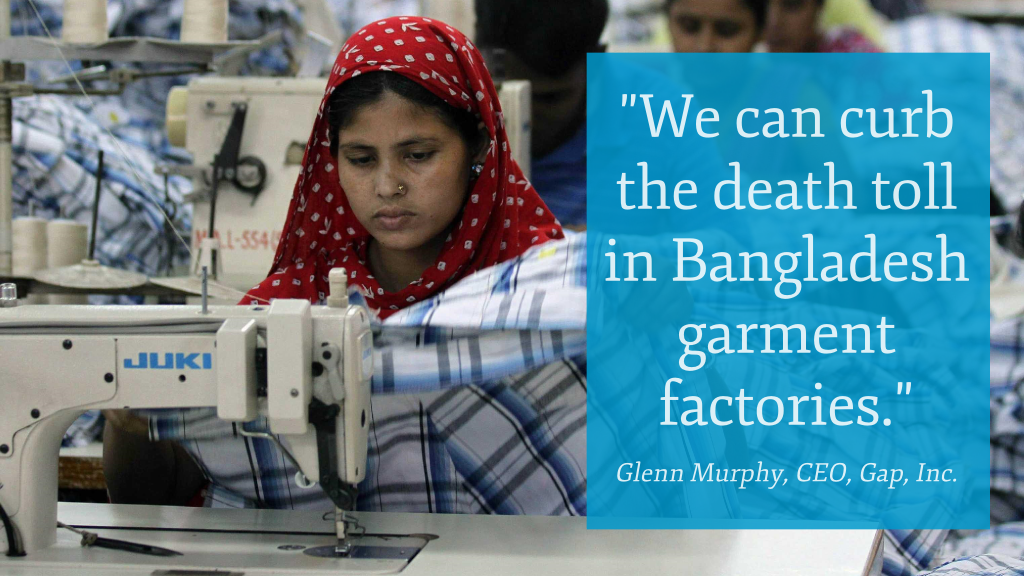 "We can curb
the death toll
in Bangladesh
garment
factories."
Glenn Murphy, CEO, Gap, Inc.
JUKI